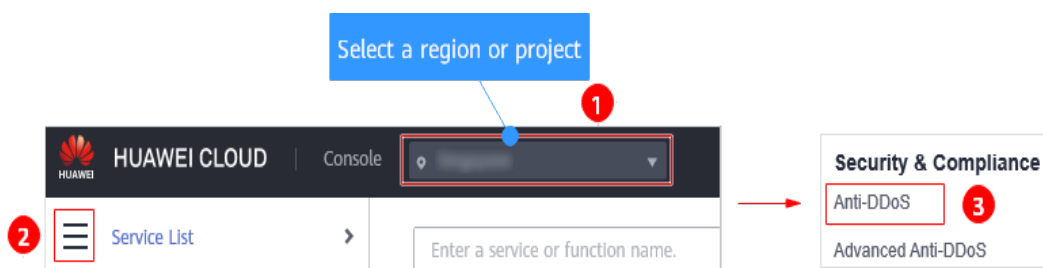 Select a region or project
1
HUAWEI
HUAWEI CLOUD
Console
2
Service List
Enter a service or function name.
Security & Compliance
Anti-DDoS
3
Advanced Anti-DDoS